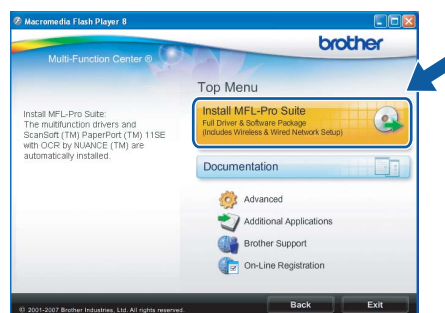 Macromedia Flash Player 8
brother
Multi-Function Center ®
Top Menu
Install MFL-Pro Suite
Full Driver & Software Package
(Includes Wireless & Wired Network Setup)
Install MFL-Pro Suite:
The multifunction drivers and
ScanSoft (TM) PaperPort (TM) 11SE
with OCR by NUANCE (TM) are
automatically installed.
Documentation
Advanced
Additional Applications
Brother Support
On-Line Registration
© 2001-2007 Brother Industries, Ltd. All rights reserved.
Back
Exit